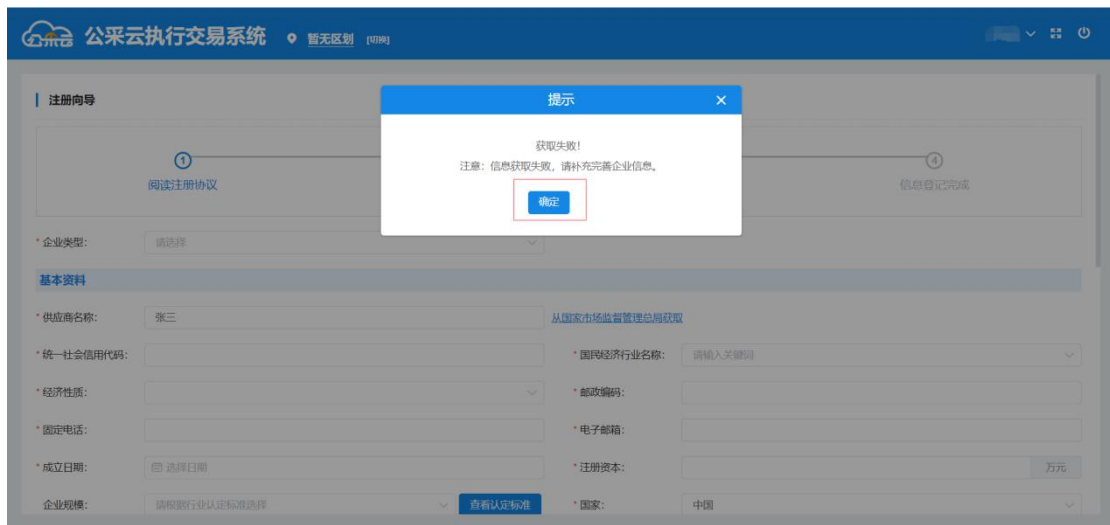 公采云 公采云执行交易系统 暂无区划 [切换]
注册向导
提示
获取失败!
注意：信息获取失败，请补充完善企业信息。
确定
1
4
阅读注册协议
信息登记完成
*企业类型： 请选择
基本资料
*供应商名称： 张三 从国家市场监督管理总局获取
*统一社会信用代码： *国民经济行业名称： 请输入关键词
*经济性质： *邮政编码：
*固定电话： *电子邮箱：
*成立日期： 选择日期 *注册资本： 万元
企业规模： 请根据行业认定标准选择 查看认定标准 *国家： 中国